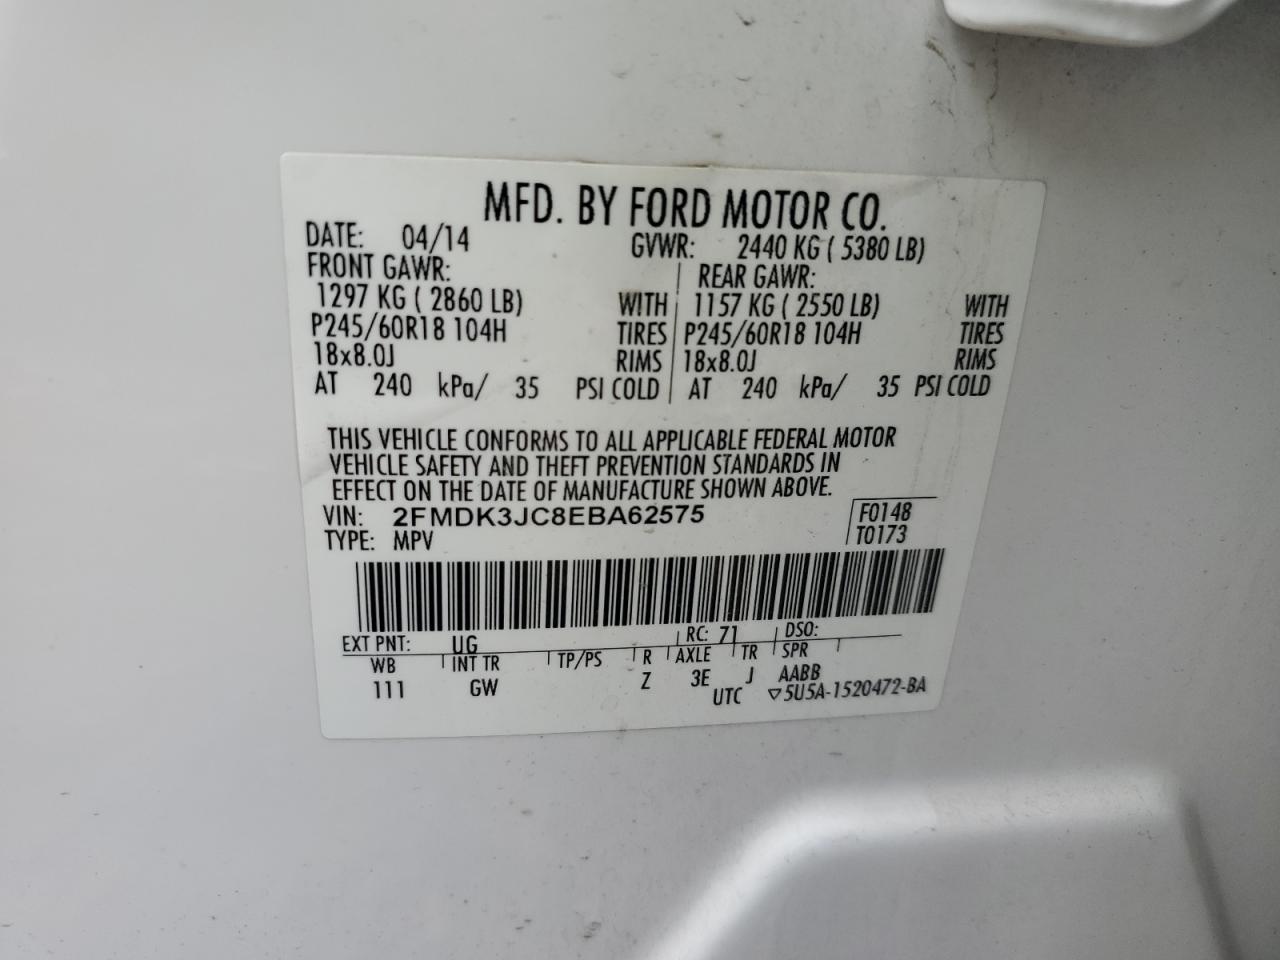 MFD. BY FORD MOTOR CO.
DATE: 04/14 GVWR: 2440 KG ( 5380 LB)
FRONT GAWR: REAR GAWR:
1297 KG ( 2860 LB) WITH 1157 KG ( 2550 LB) WITH
P245/60R18 104H TIRES P245/60R18 104H TIRES
18x8.0J RIMS 18x8.0J RIMS
AT 240 kPa/ 35 PSI COLD AT 240 kPa/ 35 PSI COLD
THIS VEHICLE CONFORMS TO ALL APPLICABLE FEDERAL MOTOR
VEHICLE SAFETY AND THEFT PREVENTION STANDARDS IN
EFFECT ON THE DATE OF MANUFACTURE SHOWN ABOVE.
VIN: 2FMDK3JC8EBA62575 F0148
TYPE: MPV T0173
EXT PNT: UG RC: 71 DSO:
WB INT TR TP/PS R AXLE TR SPR
111 GW Z 3E J AABB
UTC ▽5U5A-1520472-BA